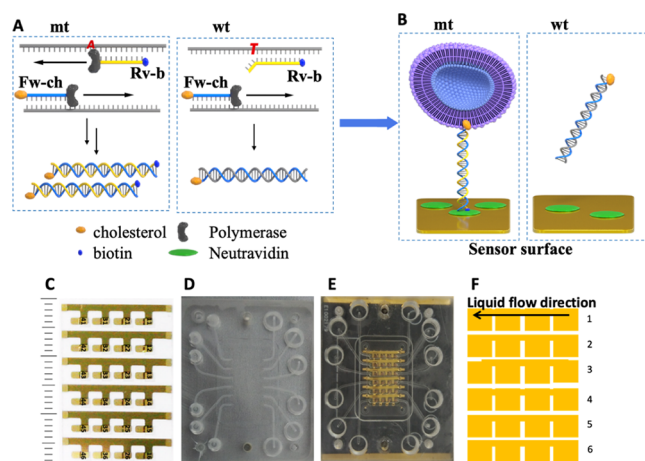 A
mt
wt
B
mt
wt
A
T
Rv-b
Rv-b
Fw-ch
Fw-ch
cholesterol
Polymerase
biotin
Neutravidin
Sensor surface
C
D
E
F
Liquid flow direction
1
2
3
4
5
6